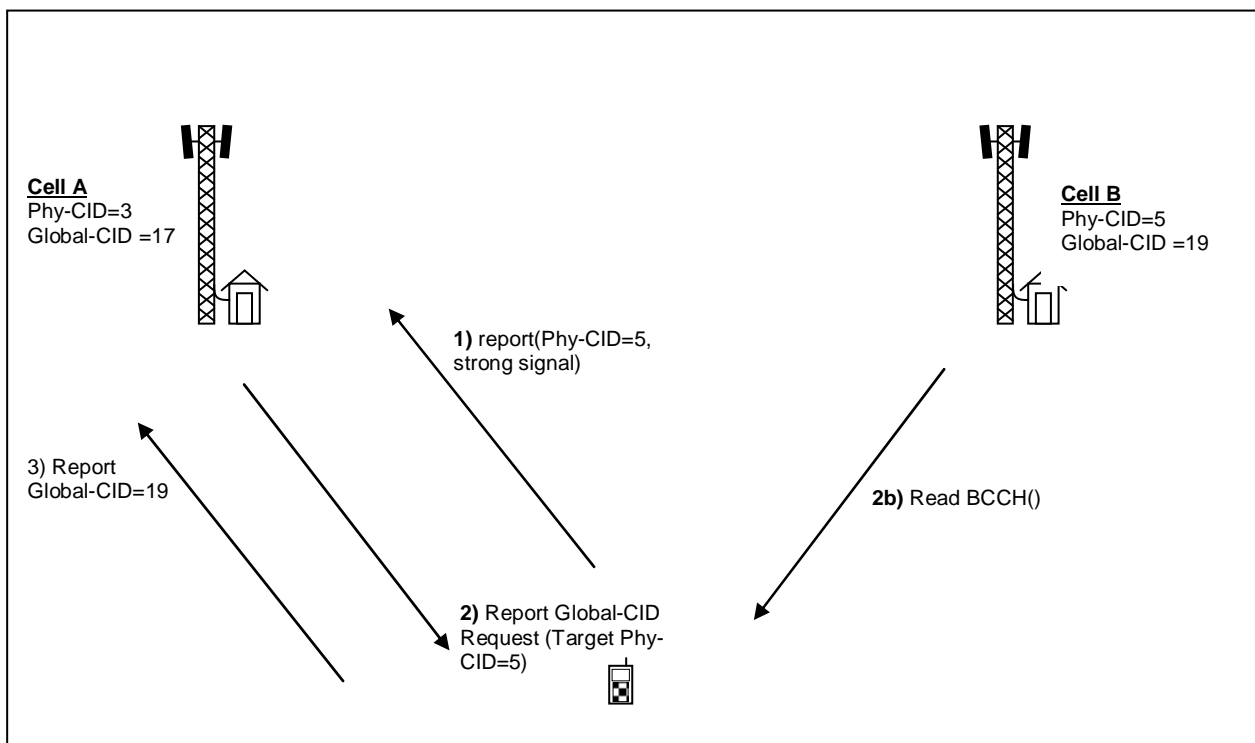 Cell A
Phy-CID=3
Global-CID =17
Cell B
Phy-CID=5
Global-CID =19
1) report(Phy-CID=5,
strong signal)
3) Report
Global-CID=19
2b) Read BCCH()
2) Report Global-CID
Request (Target Phy-
CID=5)